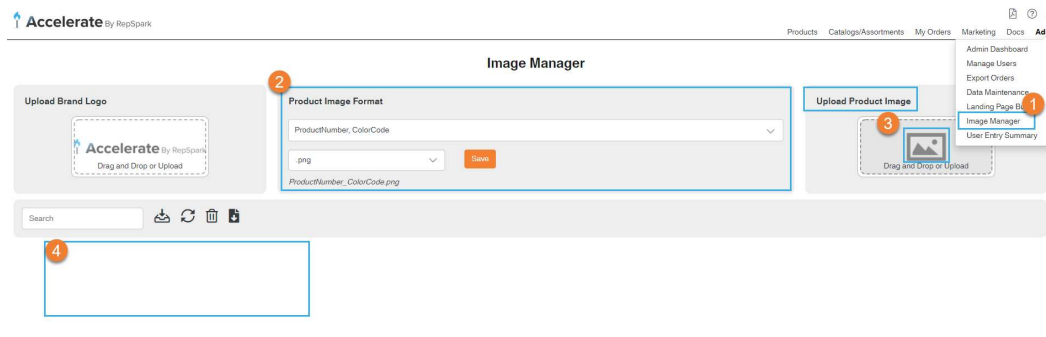 Accelerate By RepSpark
Products Catalogs/Assortments My Orders Marketing Docs Ad
Admin Dashboard
Manage Users
Export Orders
Data Maintenance
Landing Page B
1
Image Manager
User Entry Summary
Image Manager
Upload Brand Logo
Accelerate By RepSpark
Drag and Drop or Upload
2
Product Image Format
ProductNumber, ColorCode
.png
Save
ProductNumber_ColorCode.png
Upload Product Image
3
Drag and Drop or Upload
Search
4